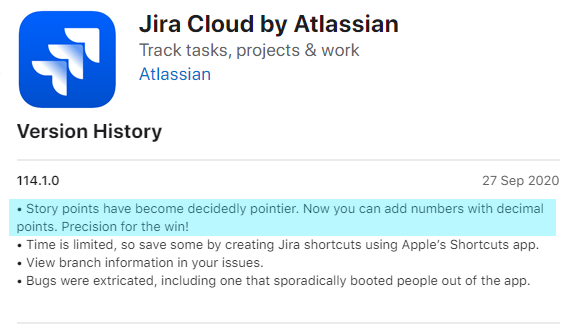 Jira Cloud by Atlassian
Track tasks, projects & work
Atlassian
Version History
114.1.0 27 Sep 2020
• Story points have become decidedly pointier. Now you can add numbers with decimal
points. Precision for the win!
• Time is limited, so save some by creating Jira shortcuts using Apple's Shortcuts app.
• View branch information in your issues.
• Bugs were extricated, including one that sporadically booted people out of the app.